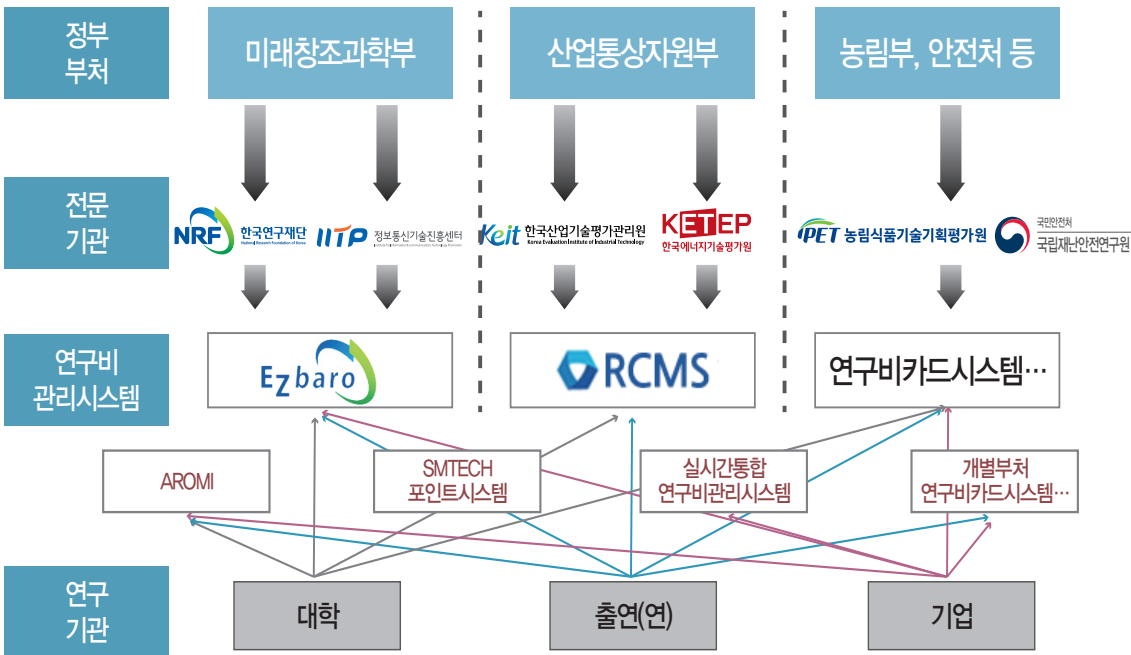 정부
부처
미래창조과학부
산업통상자원부
농림부, 안전처 등
전문
기관
NRF 한국연구재단
National Research Foundation of Korea
IITP 정보통신기술진흥센터
Keit 한국산업기술평가관리원
Korea Evaluation Institute of Industrial Technology
KETEP
한국에너지기술평가원
iPET 농림식품기술기획평가원
국민안전처
국립재난안전연구원
연구비
관리시스템
Ezbaro
RCMS
연구비카드시스템…
AROMI
SMTECH
포인트시스템
실시간통합
연구비관리시스템
개별부처
연구비카드시스템…
연구
기관
대학
출연(연)
기업